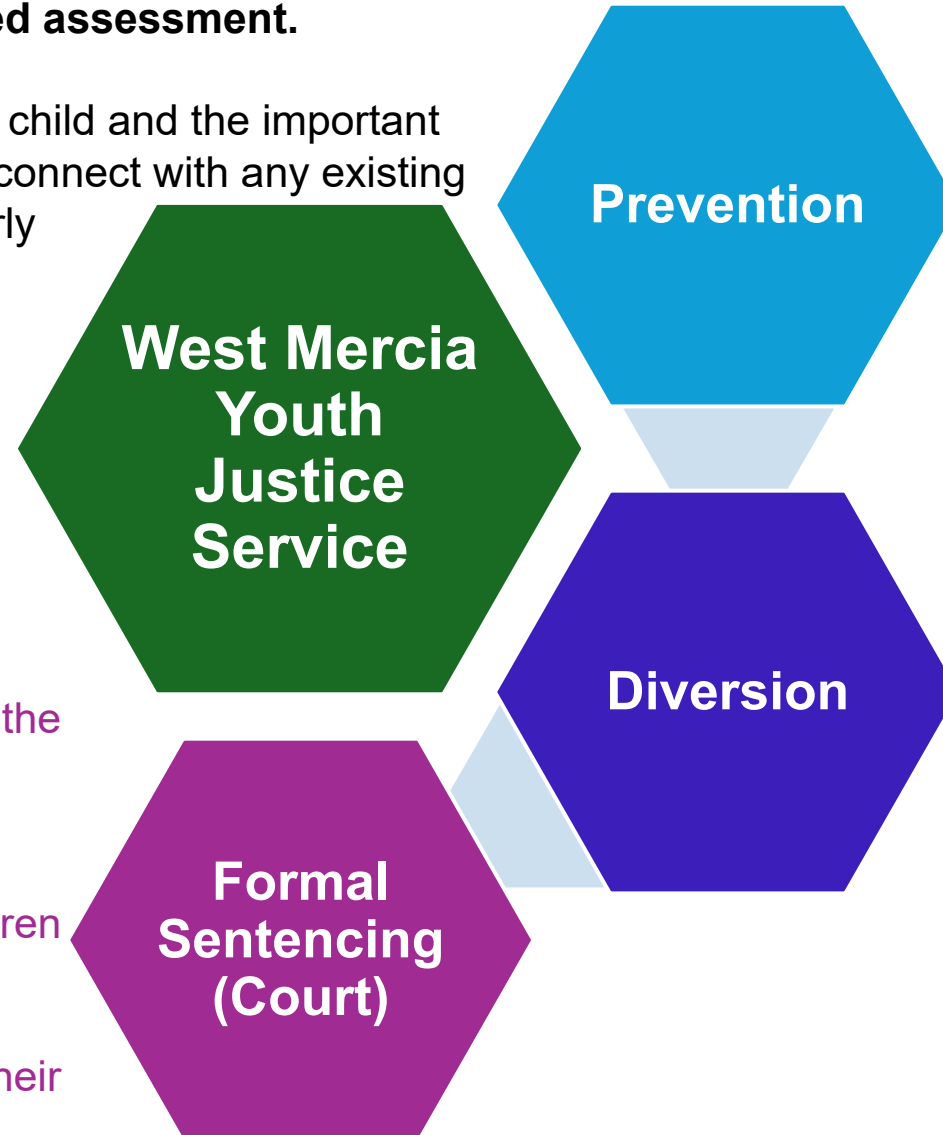 ed assessment.
child and the important
connect with any existing
rly
Prevention
West Mercia
Youth
Justice
Service
Diversion
the
Formal
Sentencing
(Court)
ren
heir